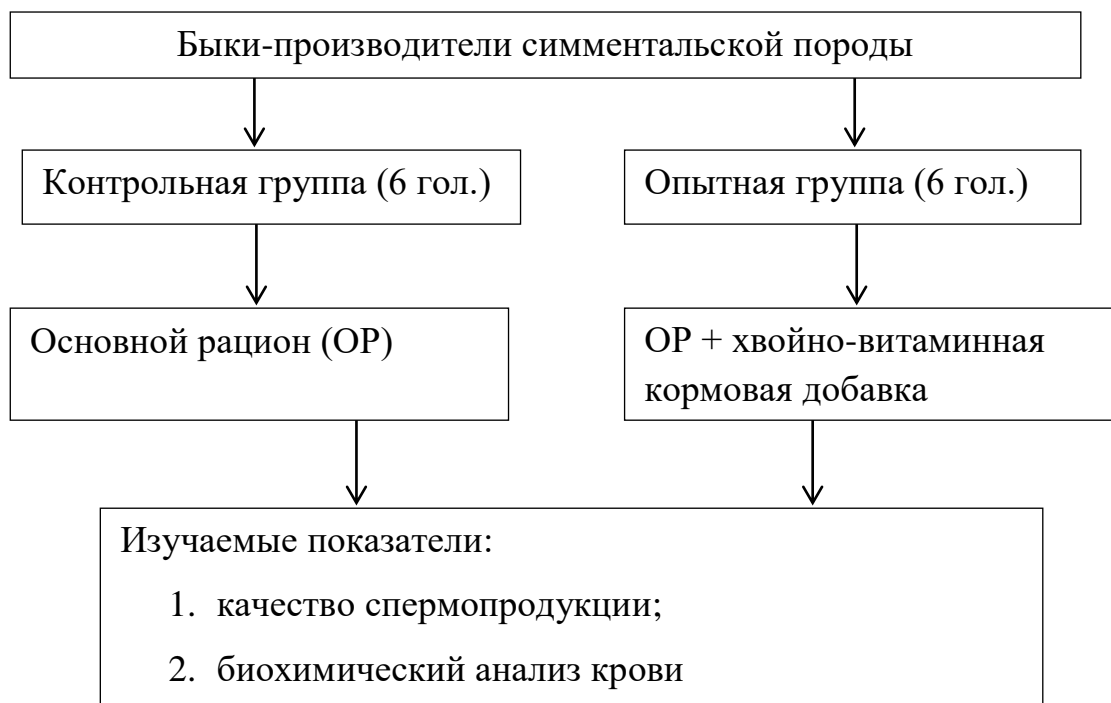 Быки-производители симментальской породы
Контрольная группа (6 гол.)
Опытная группа (6 гол.)
Основной рацион (ОР)
ОР + хвойно-витаминная
кормовая добавка
Изучаемые показатели:
1. качество спермопродукции;
2. биохимический анализ крови